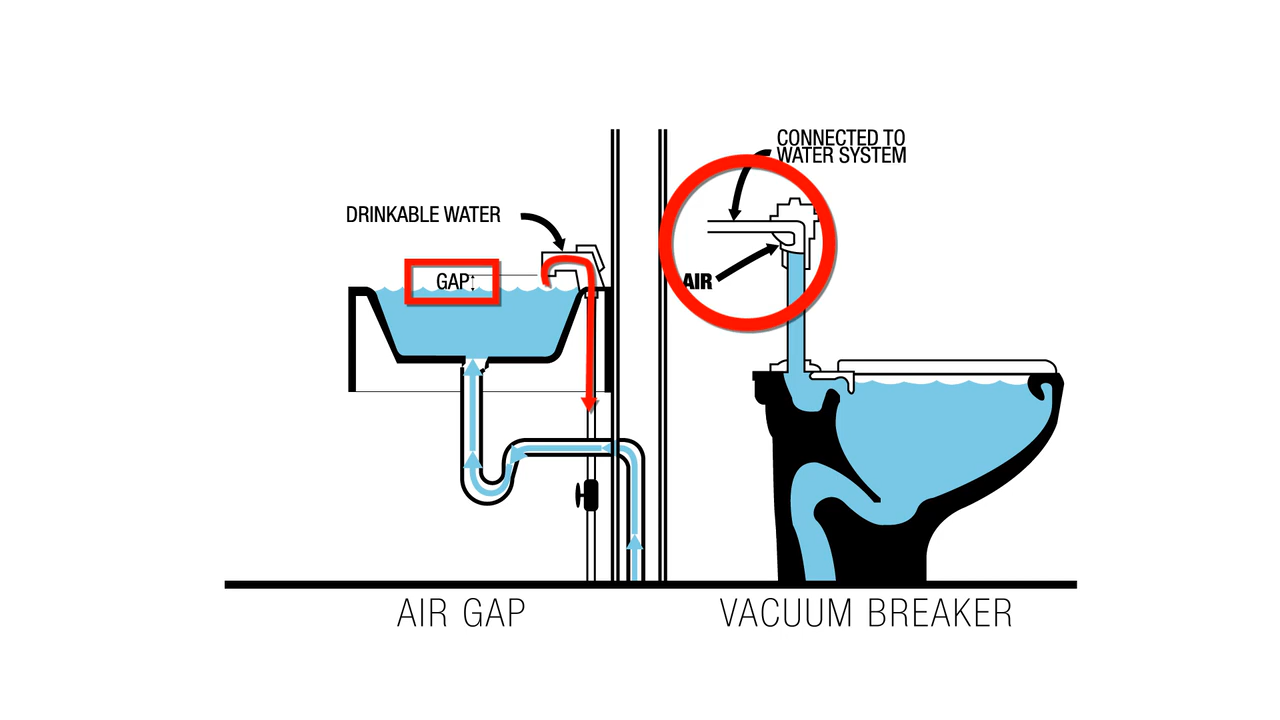 CONNECTED TO
WATER SYSTEM
DRINKABLE WATER
GAP
AIR
AIR GAP
VACUUM BREAKER